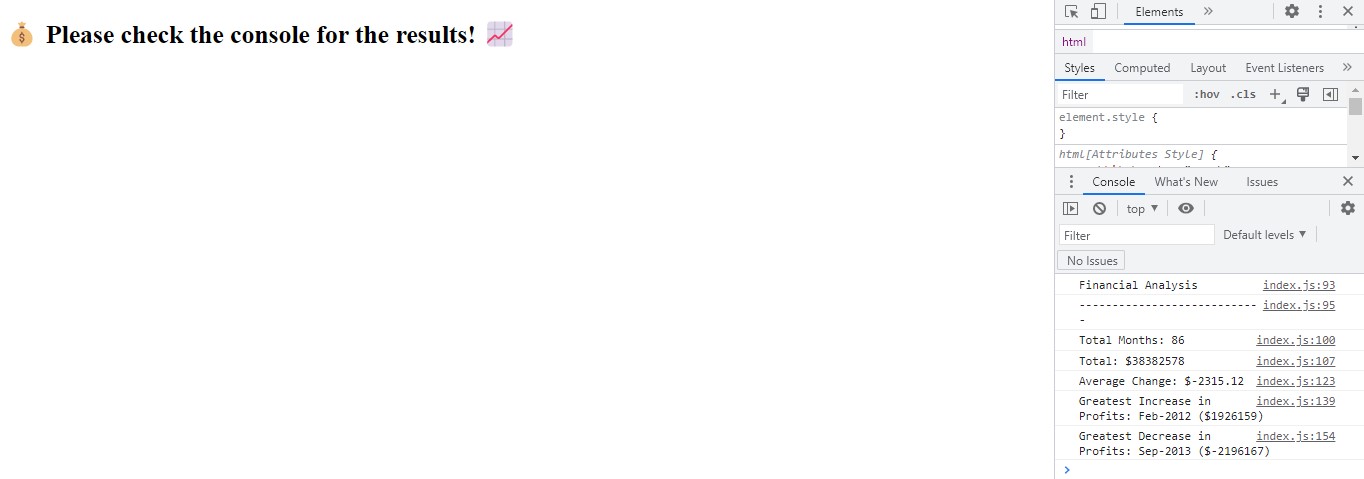 💰 Please check the console for the results! 📈
Elements
html
Styles Computed Layout Event Listeners
Filter :hov .cls
element.style {
}
html[Attributes Style] {
Console What's New Issues
top
Filter Default levels
No Issues
Financial Analysis index.js:93
--------------------------- index.js:95
-
Total Months: 86 index.js:100
Total: $38382578 index.js:107
Average Change: $-2315.12 index.js:123
Greatest Increase in index.js:139
Profits: Feb-2012 ($1926159)
Greatest Decrease in index.js:154
Profits: Sep-2013 ($-2196167)